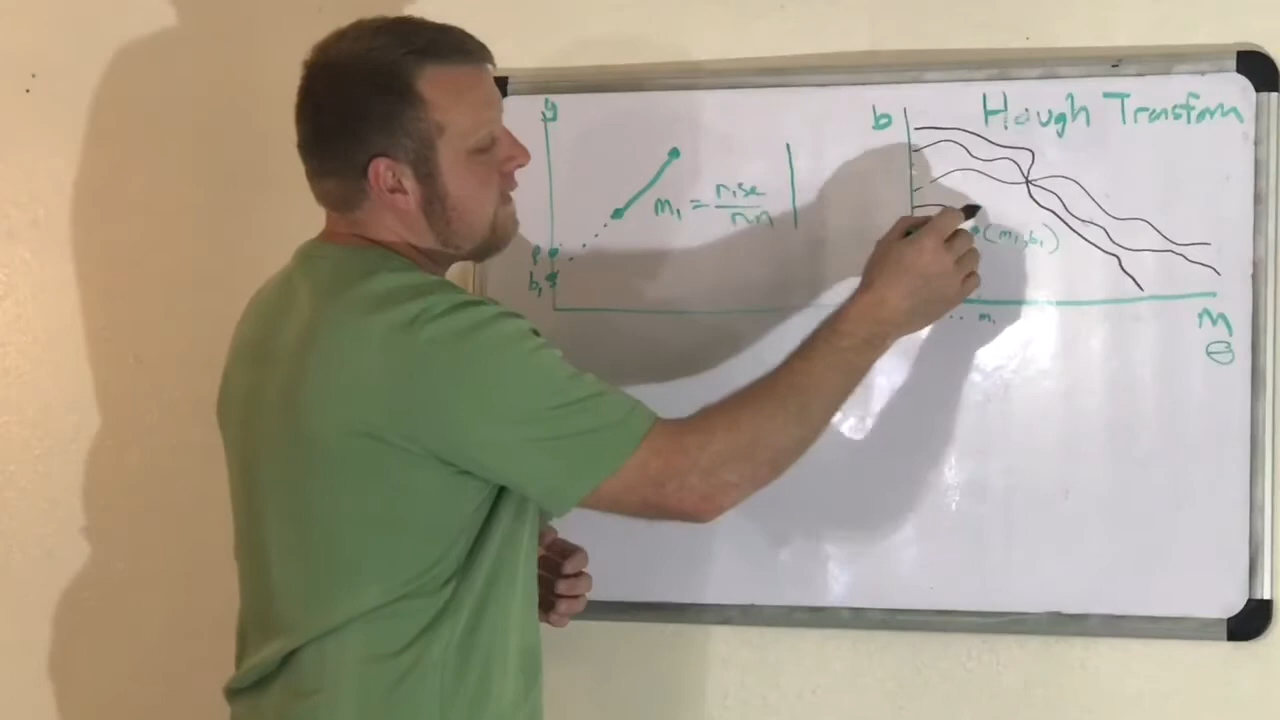 y
m₁ = rise
run
P
b₁
b
Hough Transform
(m₁, b₁)
m₁
M
θ